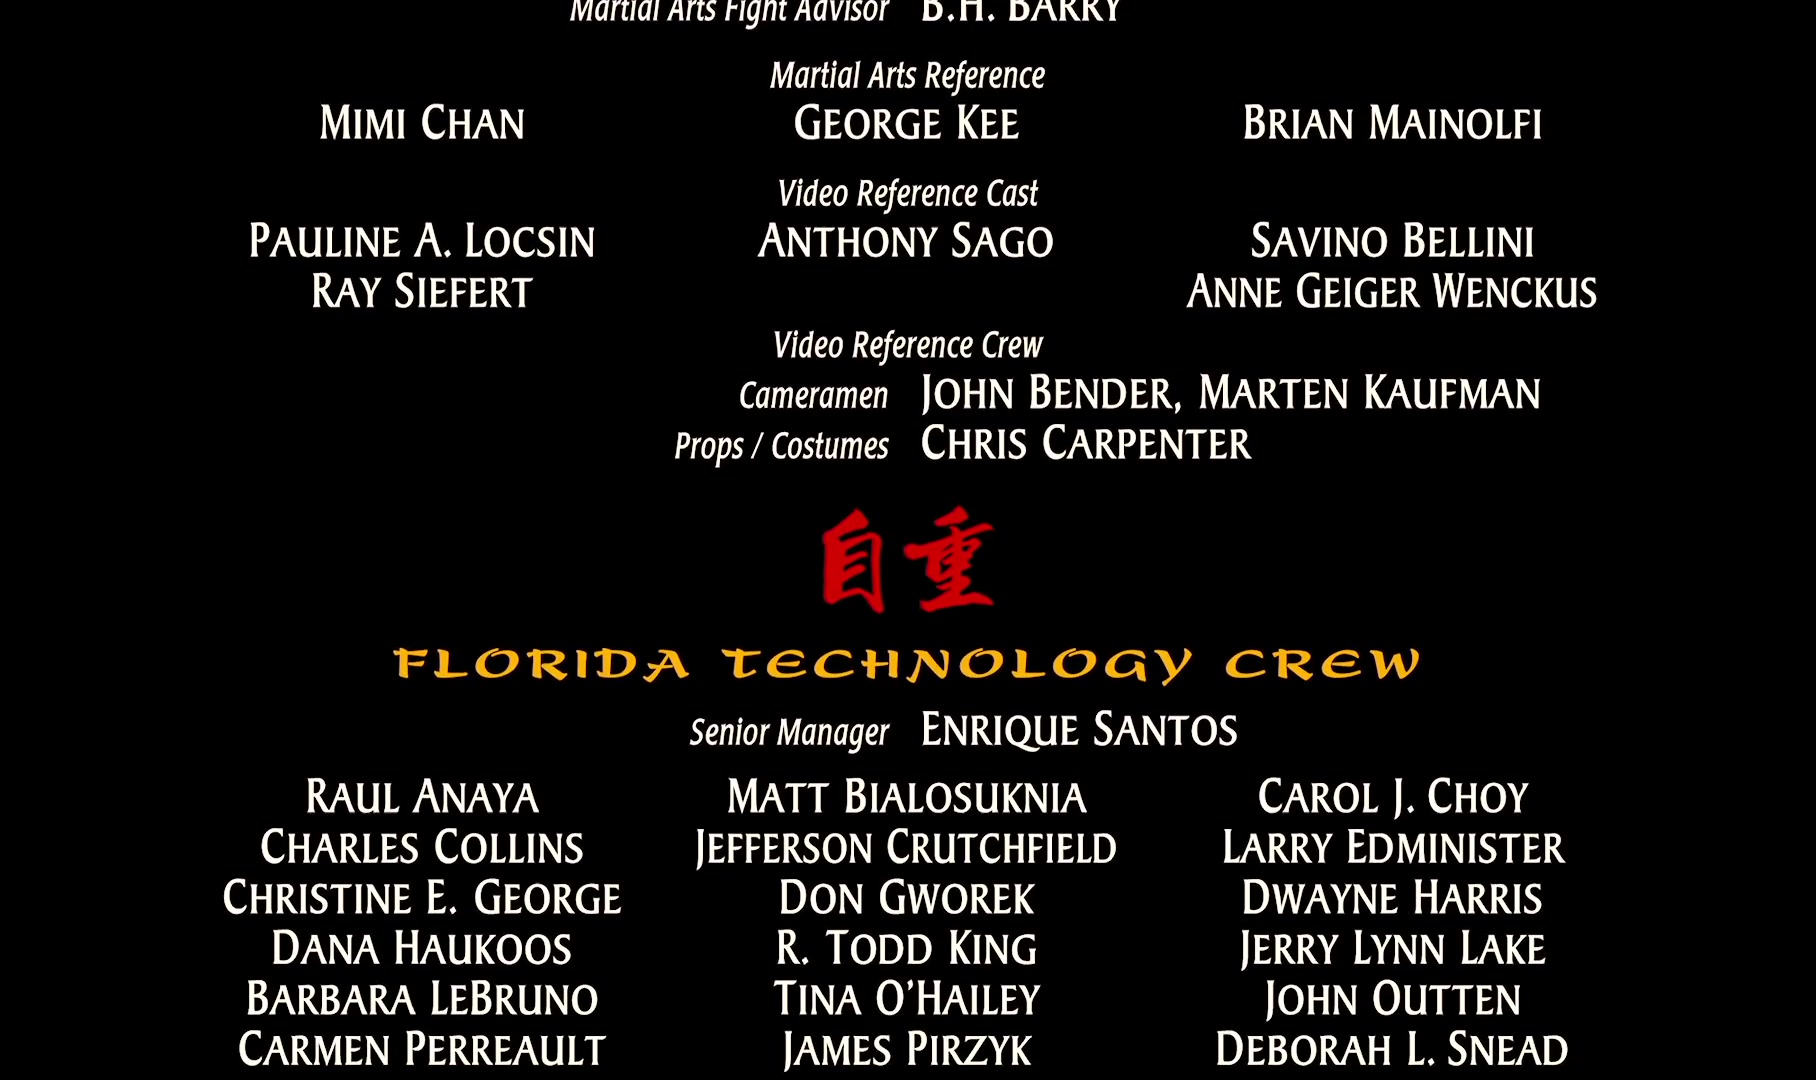 Martial Arts Fight Advisor B.H. BARRY
Martial Arts Reference
MIMI CHAN GEORGE KEE BRIAN MAINOLFI
Video Reference Cast
PAULINE A. LOCSIN ANTHONY SAGO SAVINO BELLINI
RAY SIEFERT ANNE GEIGER WENCKUS
Video Reference Crew
Cameramen JOHN BENDER, MARTEN KAUFMAN
Props / Costumes CHRIS CARPENTER
自重
FLORIDA TECHNOLOGY CREW
Senior Manager ENRIQUE SANTOS
RAUL ANAYA MATT BIALOSUKNIA CAROL J. CHOY
CHARLES COLLINS JEFFERSON CRUTCHFIELD LARRY EDMINISTER
CHRISTINE E. GEORGE DON GWOREK DWAYNE HARRIS
DANA HAUKOOS R. TODD KING JERRY LYNN LAKE
BARBARA LEBRUNO TINA O'HAILEY JOHN OUTTEN
CARMEN PERREAULT JAMES PIRZYK DEBORAH L. SNEAD